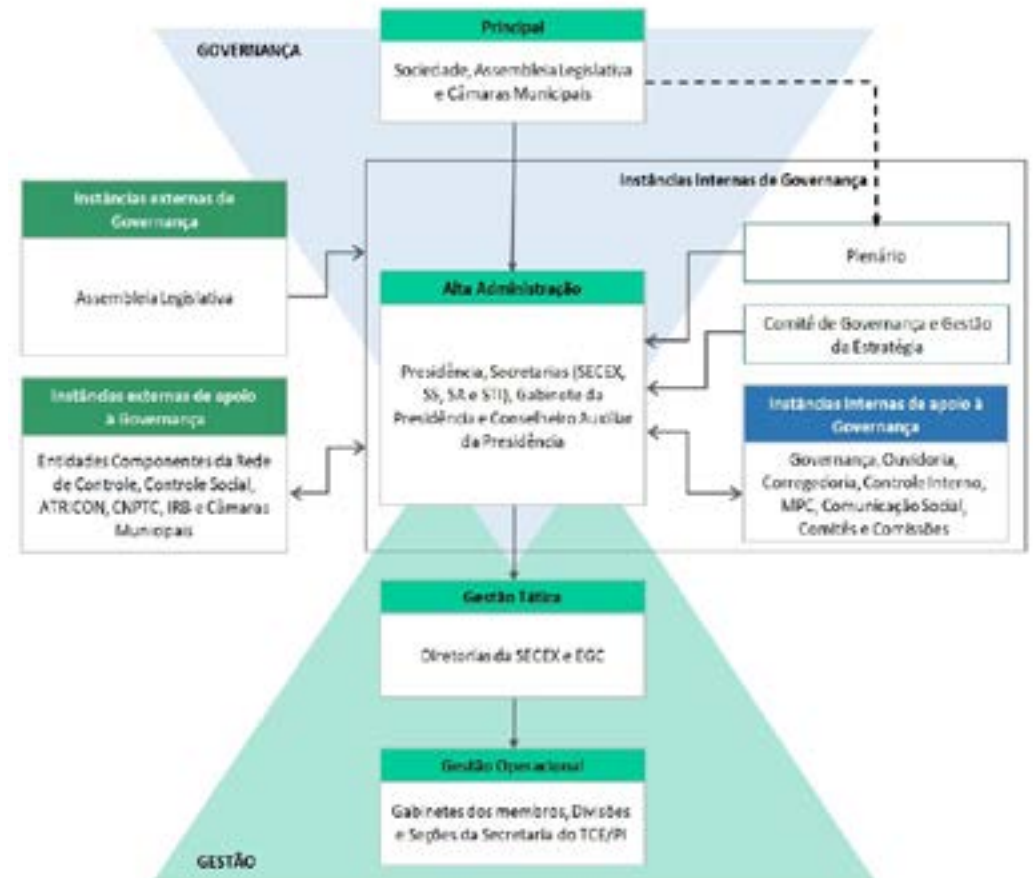 GOVERNANÇA
Principal
Sociedade, Assembleia Legislativa
e Câmaras Municipais
Instâncias externas de
Governança
Assembleia Legislativa
Instâncias externas de apoio
à Governança
Entidades Componentes da Rede
de Controle, Controle Social,
ATRICON, CNPTC, IRB e Câmaras
Municipais
Instâncias Internas de Governança
Alta Administração
Presidência, Secretarias (SECEX,
SS, SA e STI), Gabinete da
Presidência e Conselheiro Auxiliar
da Presidência
Plenário
Comitê de Governança e Gestão
da Estratégia
Instâncias Internas de apoio à
Governança
Governança, Ouvidoria,
Corregedoria, Controle Interno,
MPC, Comunicação Social,
Comitês e Comissões
Gestão Tática
Diretorias da SECEX e EGC
Gestão Operacional
Gabinetes dos membros, Divisões
e Seções da Secretaria do TCE/PI
GESTÃO